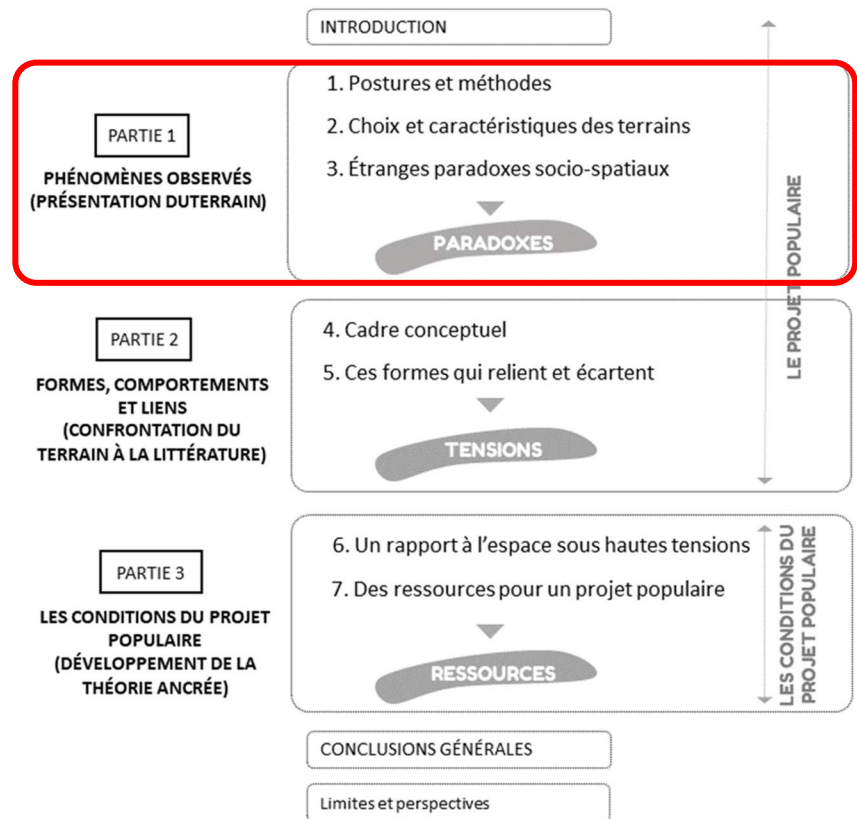 INTRODUCTION
PARTIE 1
PHÉNOMÈNES OBSERVÉS
(PRÉSENTATION DUTERRAIN)
1. Postures et méthodes
2. Choix et caractéristiques des terrains
3. Étranges paradoxes socio-spatiaux
PARADOXES
LE PROJET POPULAIRE
PARTIE 2
FORMES, COMPORTEMENTS
ET LIENS
(CONFRONTATION DU
TERRAIN À LA LITTÉRATURE)
4. Cadre conceptuel
5. Ces formes qui relient et écartent
TENSIONS
PARTIE 3
LES CONDITIONS DU PROJET
POPULAIRE
(DÉVELOPPEMENT DE LA
THÉORIE ANCRÉE)
6. Un rapport à l’espace sous hautes tensions
7. Des ressources pour un projet populaire
RESSOURCES
LES CONDITIONS DU
PROJET POPULAIRE
CONCLUSIONS GÉNÉRALES
Limites et perspectives